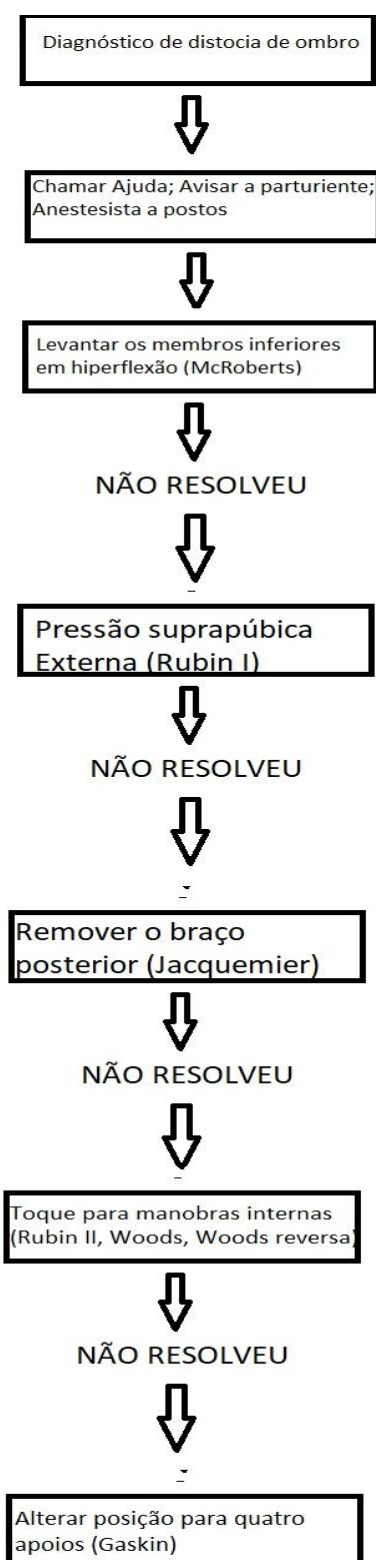 Diagnóstico de distocia de ombro
Chamar Ajuda; Avisar a parturiente;
Anestesista a postos
Levantar os membros inferiores
em hiperflexão (McRoberts)
NÃO RESOLVEU
Pressão suprapúbica
Externa (Rubin I)
NÃO RESOLVEU
Remover o braço
posterior (Jacquemier)
NÃO RESOLVEU
Toque para manobras internas
(Rubin II, Woods, Woods reversa)
NÃO RESOLVEU
Alterar posição para quatro
apoios (Gaskin)